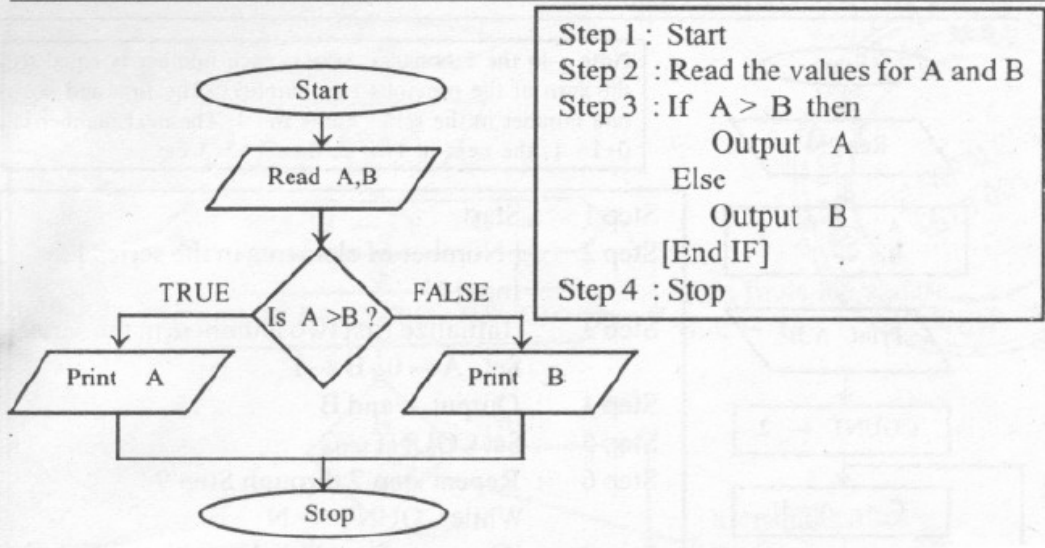 Start
Read A,B
Is A >B ?
TRUE
FALSE
Print A
Print B
Stop
Step 1 : Start
Step 2 : Read the values for A and B
Step 3 : If A > B then
Output A
Else
Output B
[End IF]
Step 4 : Stop